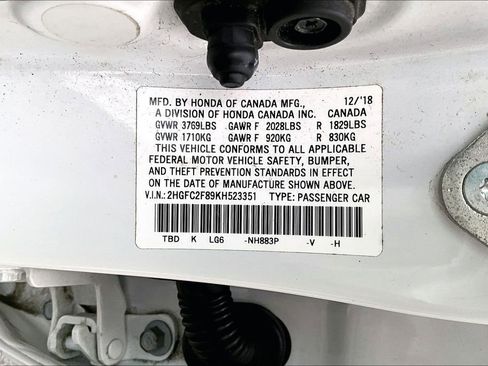 MFD. BY HONDA OF CANADA MFG., 12/'18
A DIVISION OF HONDA CANADA INC. CANADA
GVWR 3769LBS GAWR F 2028LBS R 1829LBS
GVWR 1710KG GAWR F 920KG R 830KG
THIS VEHICLE CONFORMS TO ALL APPLICABLE
FEDERAL MOTOR VEHICLE SAFETY, BUMPER,
AND THEFT PREVENTION STANDARDS IN EFFECT
ON THE DATE OF MANUFACTURE SHOWN ABOVE.
V.I.N.: 2HGFC2F89KH523351 TYPE: PASSENGER CAR
TBD K LG6 -NH883P -V -H